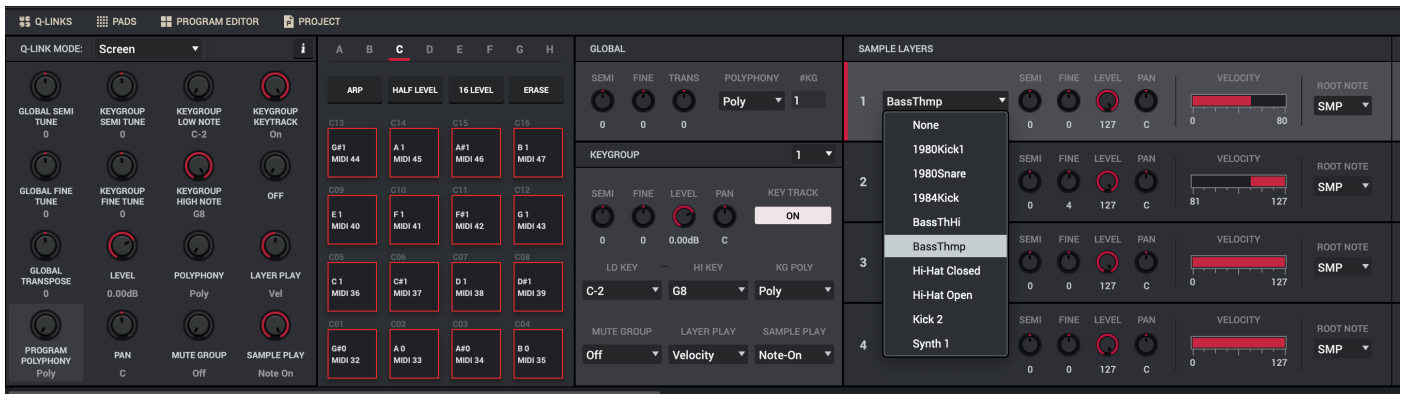 Q-LINKS PADS PROGRAM EDITOR PROJECT
Q-LINK MODE: Screen i
GLOBAL SEMI TUNE 0
KEYGROUP SEMI TUNE 0
KEYGROUP LOW NOTE C-2
KEYGROUP KEYTRACK On
GLOBAL FINE TUNE 0
KEYGROUP FINE TUNE 0
KEYGROUP HIGH NOTE G8
OFF
GLOBAL TRANSPOSE 0
LEVEL 0.00dB
POLYPHONY Poly
LAYER PLAY Vel
PROGRAM POLYPHONY Poly
PAN C
MUTE GROUP Off
SAMPLE PLAY Note On
A B C D E F G H
ARP HALF LEVEL 16 LEVEL ERASE
C13 C14 C15 C16
G#1 A 1 A#1 B 1
MIDI 44 MIDI 45 MIDI 46 MIDI 47
C09 C10 C11 C12
E 1 F 1 F#1 G 1
MIDI 40 MIDI 41 MIDI 42 MIDI 43
C05 C06 C07 C08
C 1 C#1 D 1 D#1
MIDI 36 MIDI 37 MIDI 38 MIDI 39
C01 C02 C03 C04
G#0 A 0 A#0 B 0
MIDI 32 MIDI 33 MIDI 34 MIDI 35
GLOBAL
SEMI FINE TRANS POLYPHONY #KG
Poly 1
0 0 0
KEYGROUP 1
SEMI FINE LEVEL PAN KEY TRACK
ON
0 0 0.00dB C
LO KEY – HI KEY KG POLY
C-2 G8 Poly
MUTE GROUP LAYER PLAY SAMPLE PLAY
Off Velocity Note-On
SAMPLE LAYERS
SEMI FINE LEVEL PAN VELOCITY ROOT NOTE
1 BassThmp SMP
0 0 127 C 0 80
None
1980Kick1
1980Snare
1984Kick
BassThHi
BassThmp
Hi-Hat Closed
Hi-Hat Open
Kick 2
Synth 1
SEMI FINE LEVEL PAN VELOCITY ROOT NOTE
2 SMP
0 4 127 C 81 127
SEMI FINE LEVEL PAN VELOCITY ROOT NOTE
3 SMP
0 0 127 C 0 127
SEMI FINE LEVEL PAN VELOCITY ROOT NOTE
4 SMP
0 0 127 C 0 127